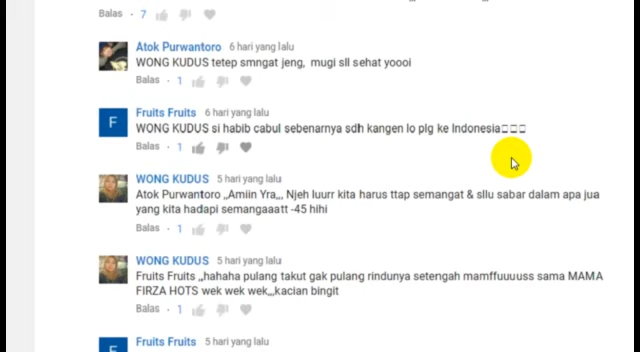 Balas · 7
Atok Purwantoro 6 hari yang lalu
WONG KUDUS tetep smngat jeng, mugi sll sehat yoooi
Balas · 1
Fruits Fruits 6 hari yang lalu
WONG KUDUS si habib cabul sebenarnya sdh kangen lo plg ke Indonesia
Balas · 1
WONG KUDUS 5 hari yang lalu
Atok Purwantoro ,,Amiin Yra,,, Njeh luurr kita harus ttap semangat & sllu sabar dalam apa jua
yang kita hadapi semangaaatt -45 hihi
Balas · 1
WONG KUDUS 5 hari yang lalu
Fruits Fruits ,,hahaha pulang takut gak pulang rindunya setengah mamffuuuuss sama MAMA
FIRZA HOTS wek wek wek,,,kacian bingit
Balas · 1
Fruits Fruits 5 hari yang lalu